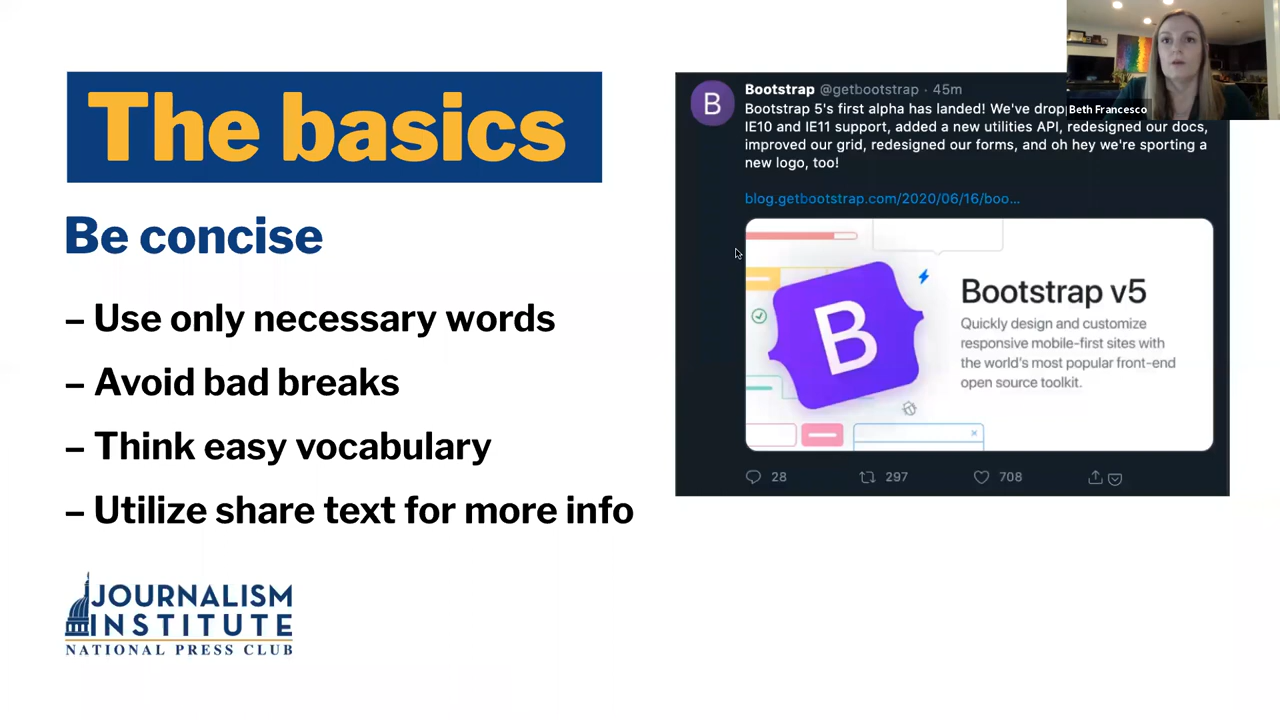 The basics
Be concise
– Use only necessary words
– Avoid bad breaks
– Think easy vocabulary
– Utilize share text for more info
JOURNALISM
INSTITUTE
NATIONAL PRESS CLUB
B
Bootstrap @getbootstrap · 45m
Bootstrap 5's first alpha has landed! We've
IE10 and IE11 support, added a new utilities API, redesigned our docs,
improved our grid, redesigned our forms, and oh hey we're sporting a
new logo, too!
blog.getbootstrap.com/2020/06/16/boo...
B
Bootstrap v5
Quickly design and customize
responsive mobile-first sites with
the world's most popular front-end
open source toolkit.
28 297 708
Beth Francesco